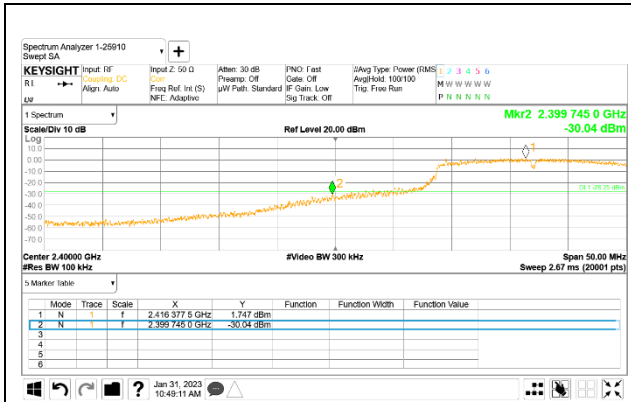 Spectrum Analyzer 1-25910
Swept SA
+
KEYSIGHT Input: RF Input Z: 50 Ω Atten: 30 dB PNO: Fast #Avg Type: Power (RMS 1 2 3 4 5 6
RL Coupling: DC Corr Preamp: Off Gate: Off Avg|Hold: 100/100 M W W W W W
Align: Auto Freq Ref: Int (S) µW Path: Standard IF Gain: Low Trig: Free Run
NFE: Adaptive Sig Track: Off P N N N N N
1 Spectrum Mkr2 2.399 745 0 GHz
Scale/Div 10 dB Ref Level 20.00 dBm -30.04 dBm
Log
10.0
0.00
-10.0
-20.0
-30.0
-40.0
-50.0
-60.0
-70.0
1
2
DL1 -28.25 dBm
Center 2.40000 GHz #Video BW 300 kHz Span 50.00 MHz
#Res BW 100 kHz Sweep 2.67 ms (20001 pts)
5 Marker Table
Mode Trace Scale X Y Function Function Width Function Value
1 N 1 f 2.416 377 5 GHz 1.747 dBm
2 N 1 f 2.399 745 0 GHz -30.04 dBm
3
4
5
6
? Jan 31, 2023
10:49:11 AM